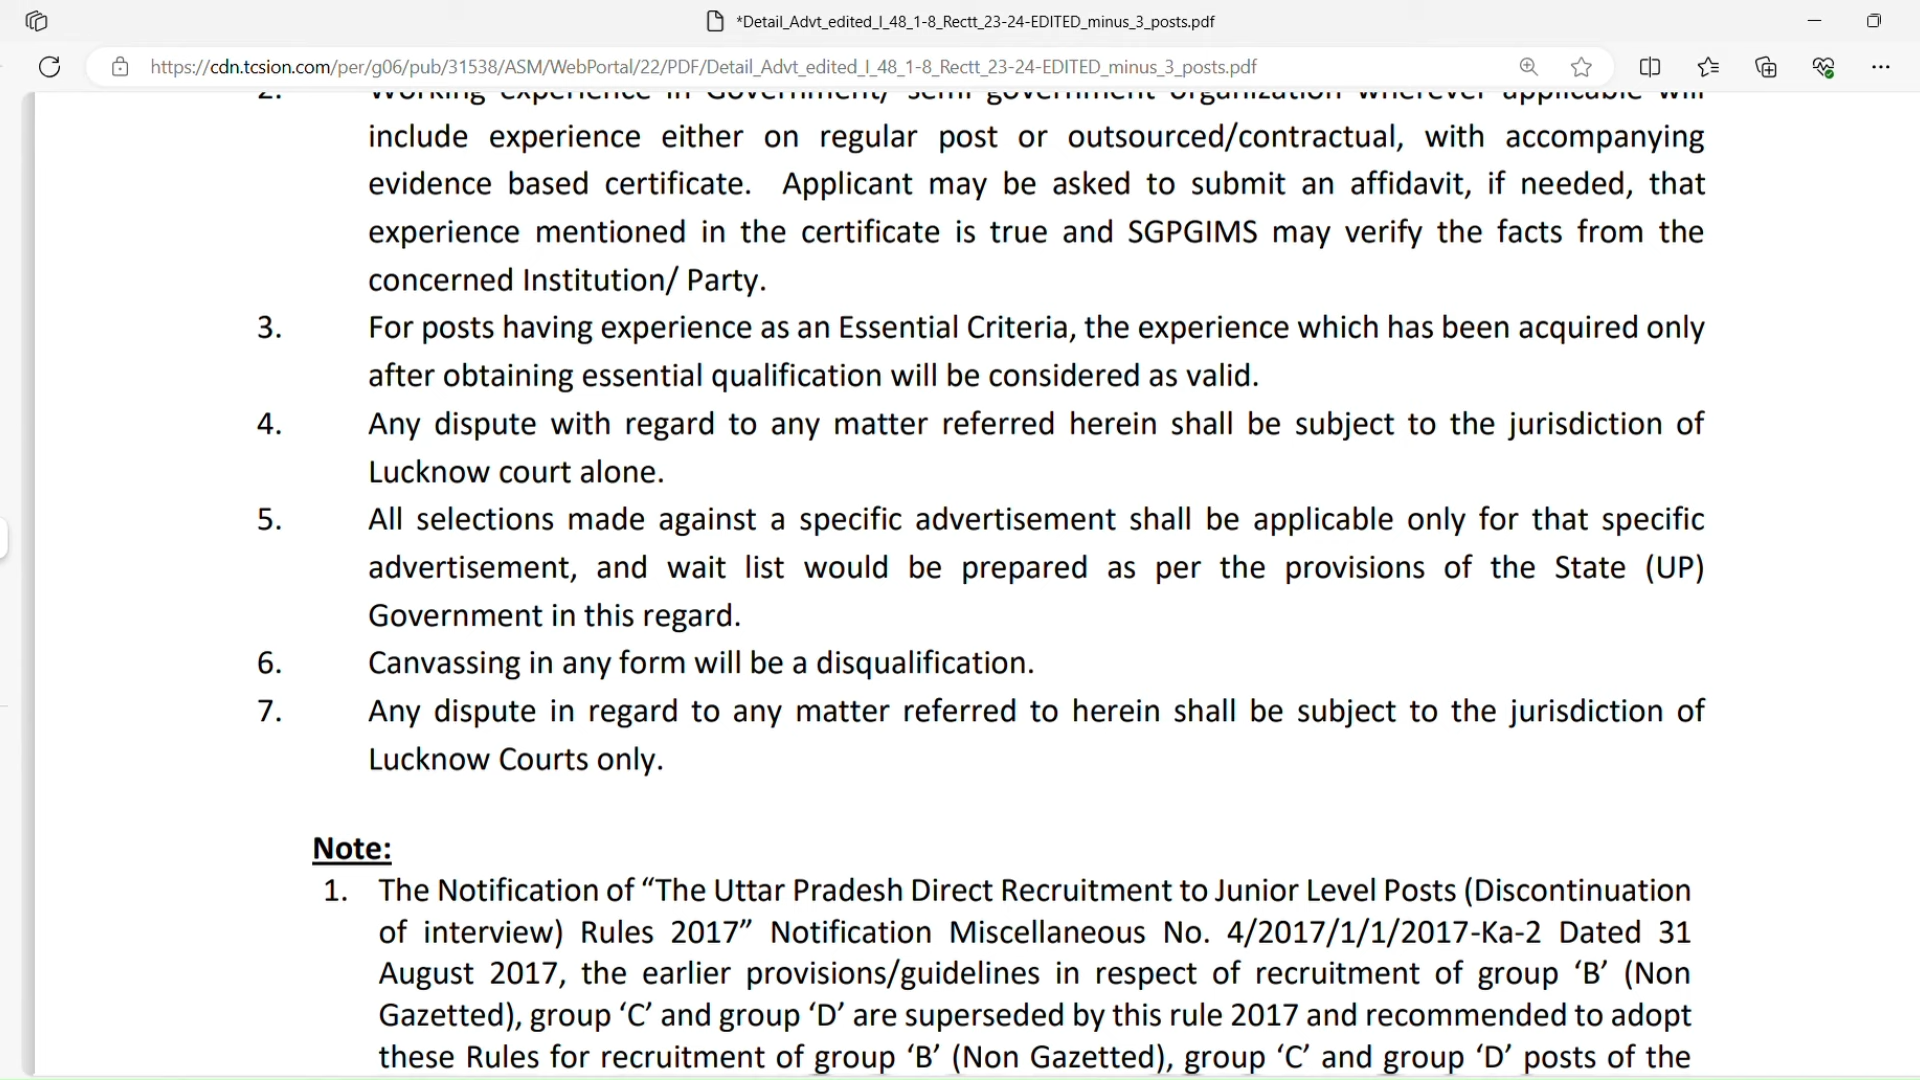 *Detail_Advt_edited_I_48_1-8_Rectt_23-24-EDITED_minus_3_posts.pdf
https://cdn.tcsion.com/per/g06/pub/31538/ASM/WebPortal/22/PDF/Detail_Advt_edited_I_48_1-8_Rectt_23-24-EDITED_minus_3_posts.pdf
2. Working experience in Government/ semi government organization wherever applicable will
include experience either on regular post or outsourced/contractual, with accompanying
evidence based certificate. Applicant may be asked to submit an affidavit, if needed, that
experience mentioned in the certificate is true and SGPGIMS may verify the facts from the
concerned Institution/ Party.
3. For posts having experience as an Essential Criteria, the experience which has been acquired only
after obtaining essential qualification will be considered as valid.
4. Any dispute with regard to any matter referred herein shall be subject to the jurisdiction of
Lucknow court alone.
5. All selections made against a specific advertisement shall be applicable only for that specific
advertisement, and wait list would be prepared as per the provisions of the State (UP)
Government in this regard.
6. Canvassing in any form will be a disqualification.
7. Any dispute in regard to any matter referred to herein shall be subject to the jurisdiction of
Lucknow Courts only.
Note:
1. The Notification of “The Uttar Pradesh Direct Recruitment to Junior Level Posts (Discontinuation
of interview) Rules 2017” Notification Miscellaneous No. 4/2017/1/1/2017-Ka-2 Dated 31
August 2017, the earlier provisions/guidelines in respect of recruitment of group ‘B’ (Non
Gazetted), group ‘C’ and group ‘D’ are superseded by this rule 2017 and recommended to adopt
these Rules for recruitment of group ‘B’ (Non Gazetted), group ‘C’ and group ‘D’ posts of the